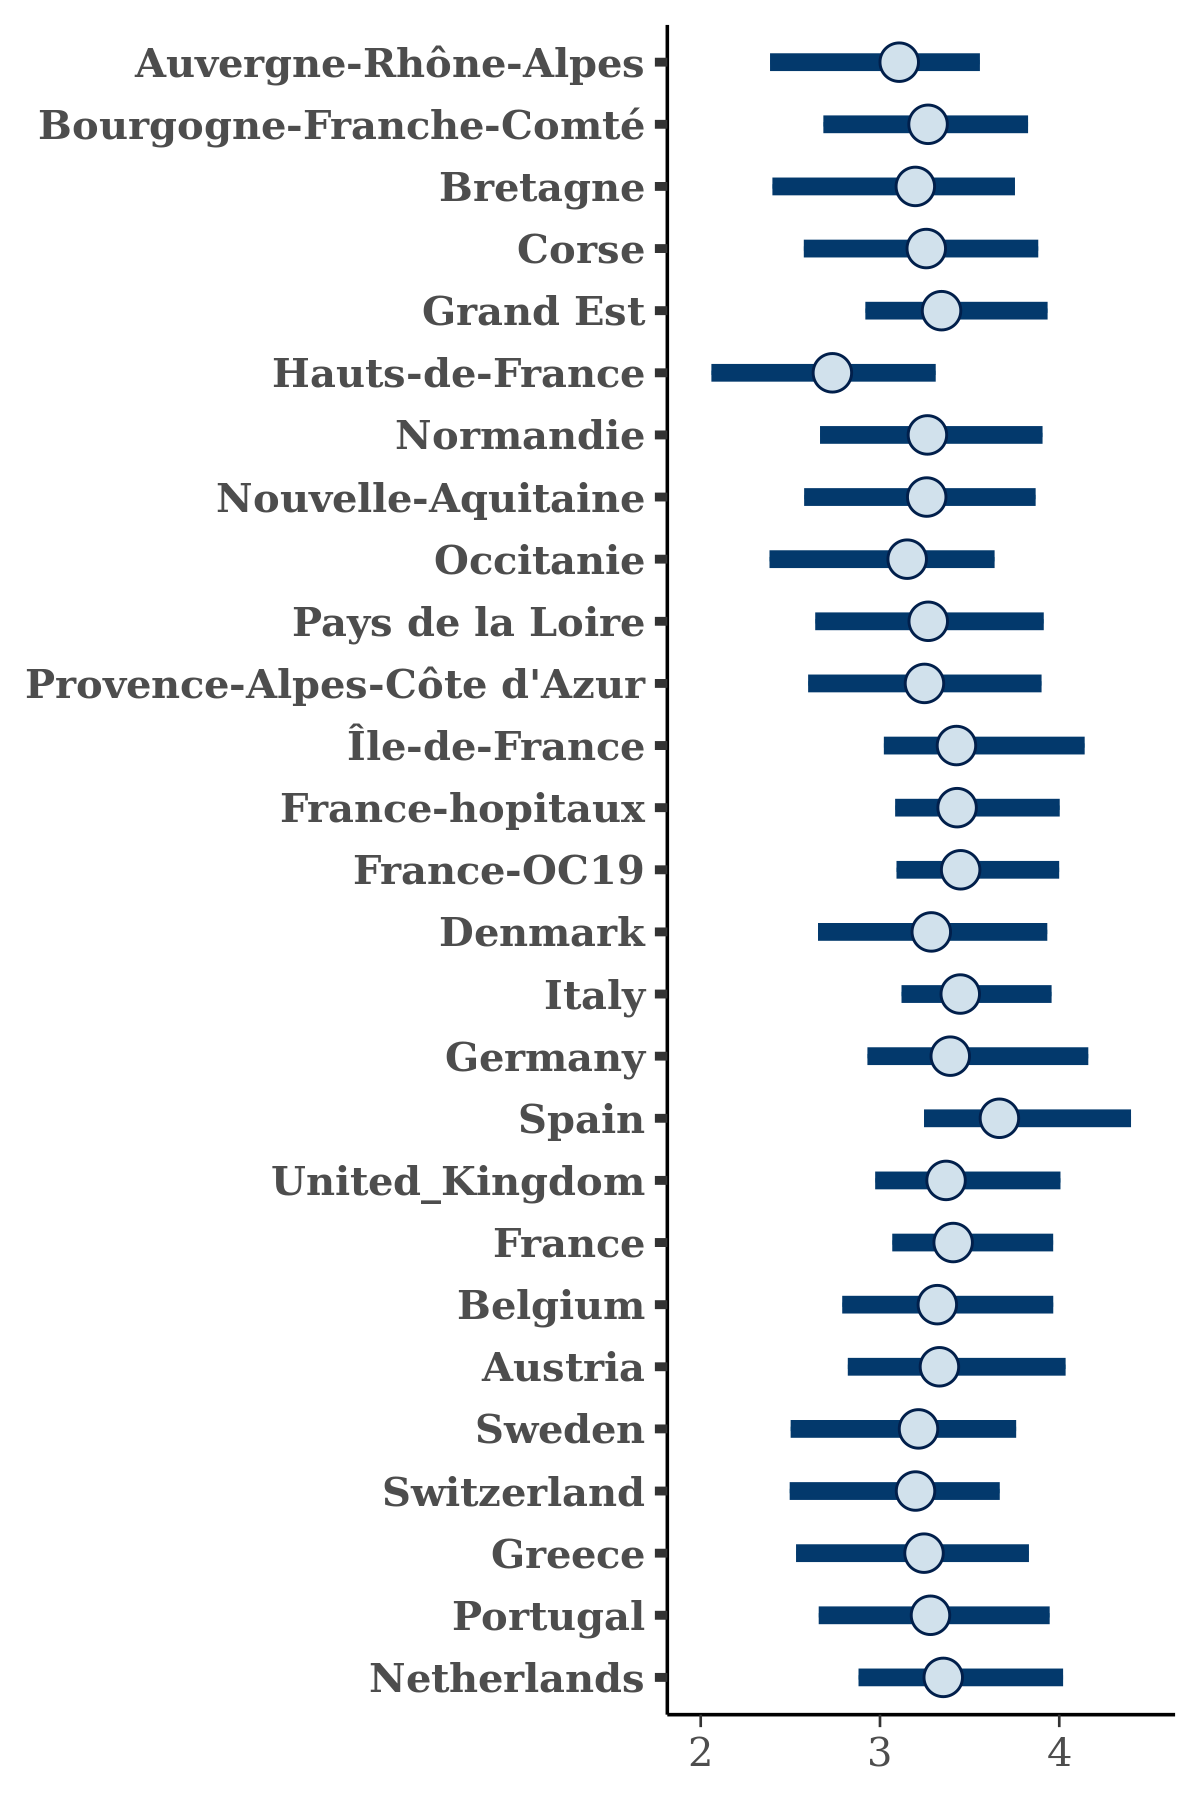 Auvergne-Rhône-Alpes
Bourgogne-Franche-Comté
Bretagne
Corse
Grand Est
Hauts-de-France
Normandie
Nouvelle-Aquitaine
Occitanie
Pays de la Loire
Provence-Alpes-Côte d'Azur
Île-de-France
France-hopitaux
France-OC19
Denmark
Italy
Germany
Spain
United_Kingdom
France
Belgium
Austria
Sweden
Switzerland
Greece
Portugal
Netherlands
2 3 4